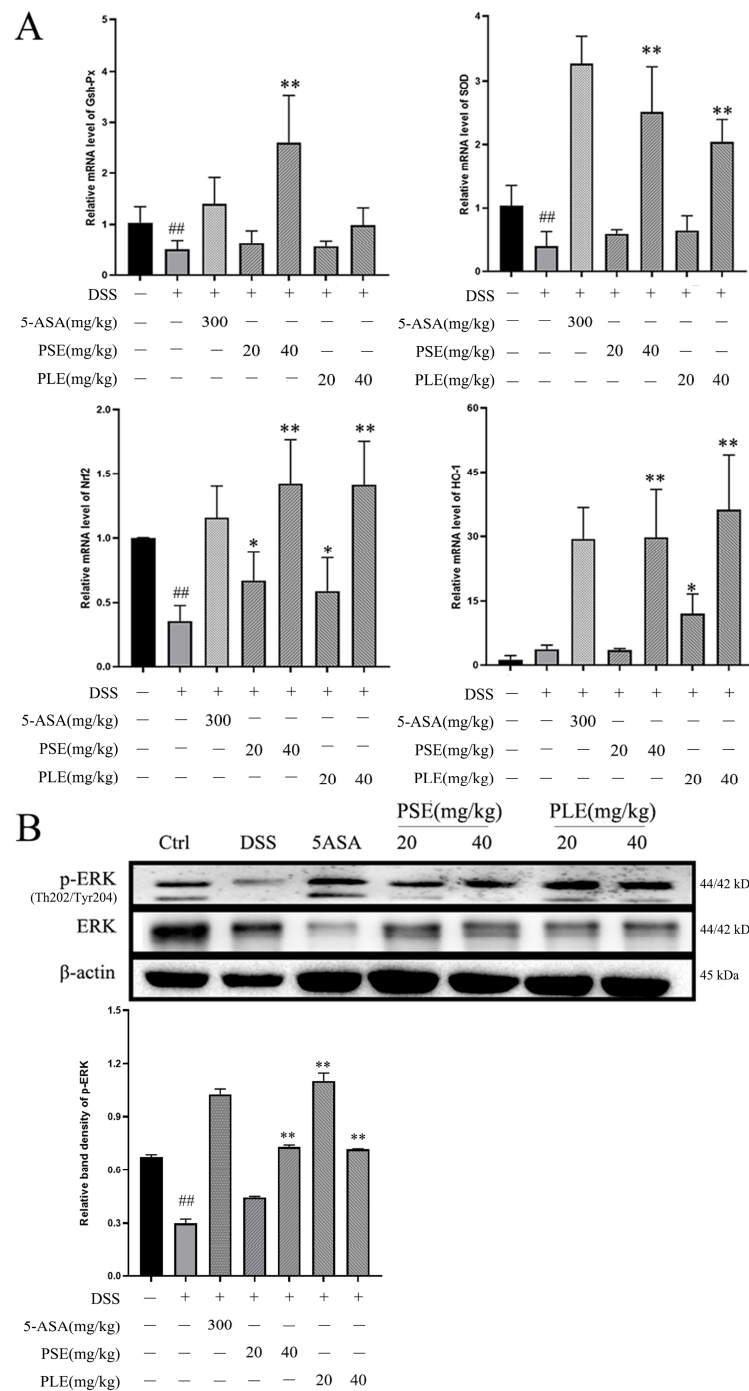 A
Relative mRNA level of Gsh-Px
5
4
3
2
1
0
##
**
DSS — + + + + + +
5-ASA(mg/kg) — — 300 — — — —
PSE(mg/kg) — — — 20 40 — —
PLE(mg/kg) — — — — — 20 40
Relative mRNA level of SOD
4
3
2
1
0
##
**
**
DSS — + + + + + +
5-ASA(mg/kg) — — 300 — — — —
PSE(mg/kg) — — — 20 40 — —
PLE(mg/kg) — — — — — 20 40
Relative mRNA level of Nrf2
2.0
1.5
1.0
0.5
0.0
##
*
**
*
**
DSS — + + + + + +
5-ASA(mg/kg) — — 300 — — — —
PSE(mg/kg) — — — 20 40 — —
PLE(mg/kg) — — — — — 20 40
Relative mRNA level of HO-1
60
45
30
15
0
**
*
**
DSS — + + + + + +
5-ASA(mg/kg) — — 300 — — — —
PSE(mg/kg) — — — 20 40 — —
PLE(mg/kg) — — — — — 20 40
B
PSE(mg/kg) PLE(mg/kg)
Ctrl DSS 5ASA 20 40 20 40
p-ERK 44/42 kD
(Th202/Tyr204)
ERK 44/42 kD
β-actin 45 kDa
Relative band density of p-ERK
1.5
1.2
0.9
0.6
0.3
0.0
##
**
**
**
DSS — + + + + + +
5-ASA(mg/kg) — — 300 — — — —
PSE(mg/kg) — — — 20 40 — —
PLE(mg/kg) — — — — — 20 40